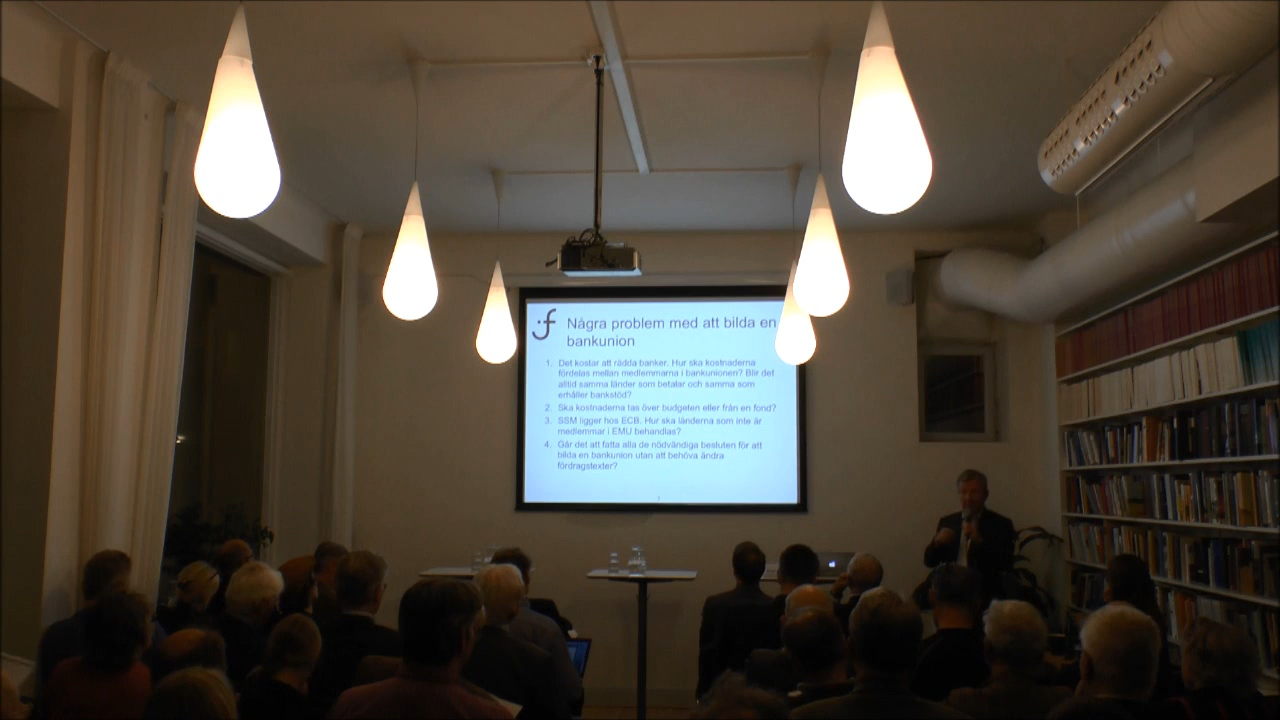 Några problem med att bilda en
bankunion
1. Det kostar att rädda banker. Hur ska kostnaderna
fördelas mellan medlemmarna i bankunionen? Blir det
alltid samma länder som betalar och samma som
erhåller bankstöd?
2. Ska kostnaderna tas över budgeten eller från en fond?
3. SSM ligger hos ECB. Hur ska länderna som inte är
medlemmar i EMU behandlas?
4. Går det att fatta alla de nödvändiga besluten för att
bilda en bankunion utan att behöva ändra
fördragstexter?